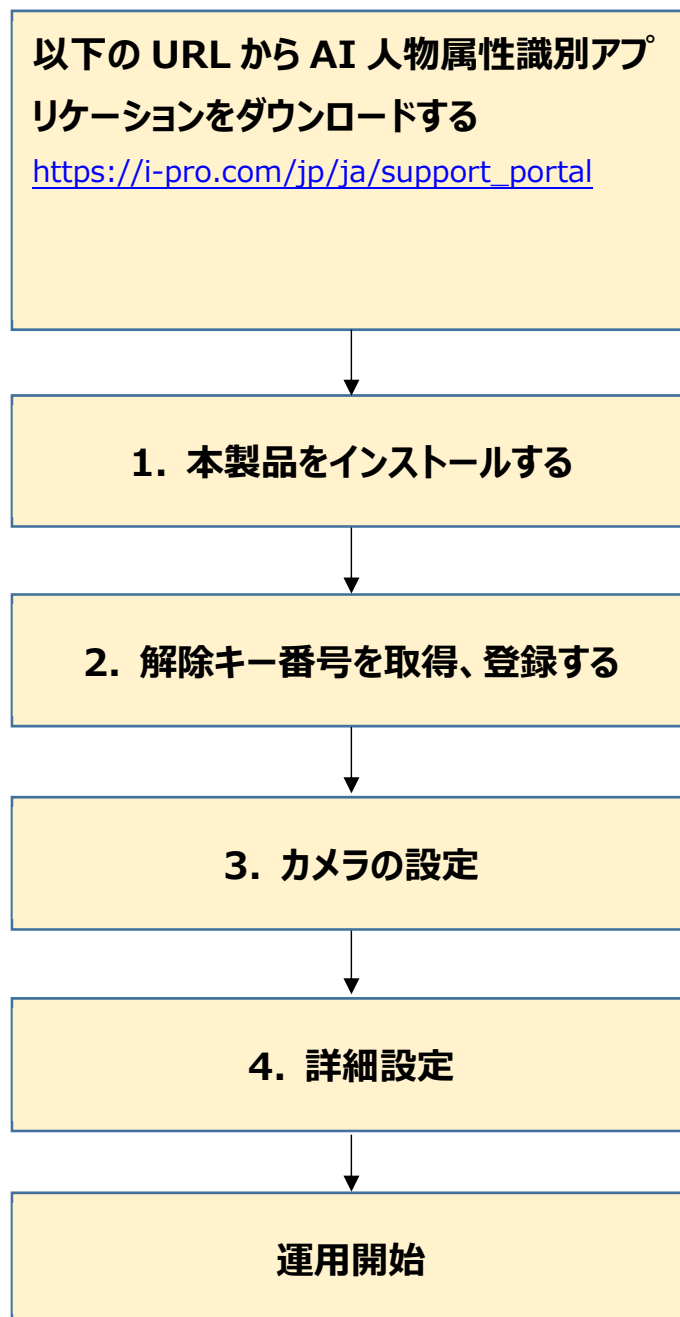 以下の URL から AI 人物属性識別アプ
リケーションをダウンロードする
https://i-pro.com/jp/ja/support_portal
1. 本製品をインストールする
2. 解除キー番号を取得、登録する
3. カメラの設定
4. 詳細設定
運用開始